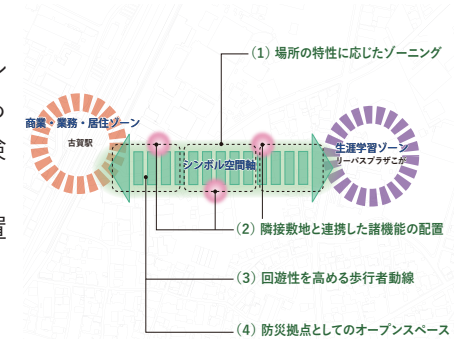 ン
険
置
(1) 場所の特性に応じたゾーニング
商業・業務・居住ゾーン
古賀駅
シンボル空間軸
生涯学習ゾーン
リーパスプラザこが
(2) 隣接敷地と連携した諸機能の配置
(3) 回遊性を高める歩行者動線
(4) 防災拠点としてのオープンスペース